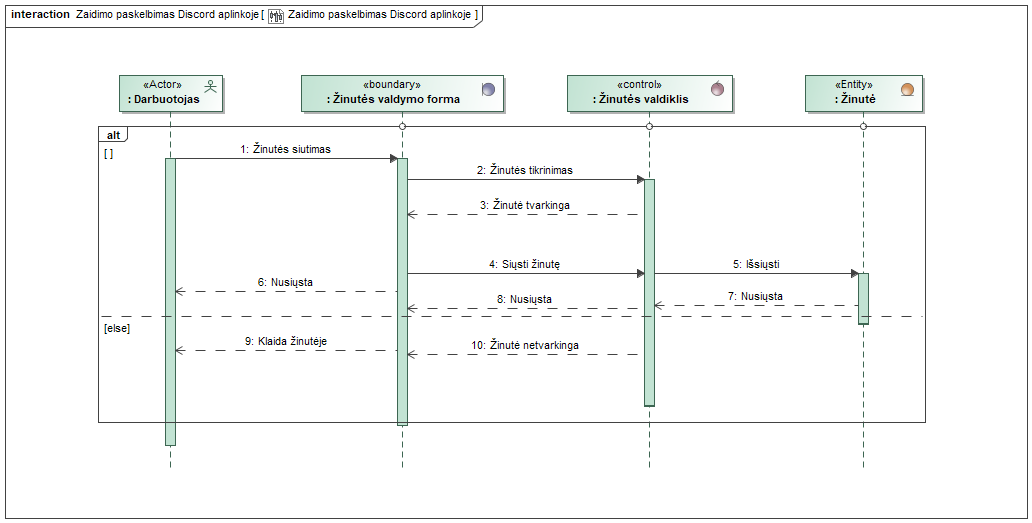 interaction Zaidimo paskelbimas Discord aplinkoje [ Zaidimo paskelbimas Discord aplinkoje ]
«Actor»
: Darbuotojas
«boundary»
: Žinutės valdymo forma
«control»
: Žinutės valdiklis
«Entity»
: Žinutė
alt
[ ]
1: Žinutės siutimas
2: Žinutės tikrinimas
3: Žinutė tvarkinga
4: Siųsti žinutę
5: Išsiųsti
6: Nusiųsta
7: Nusiųsta
8: Nusiųsta
[else]
9: Klaida žinutėje
10: Žinutė netvarkinga